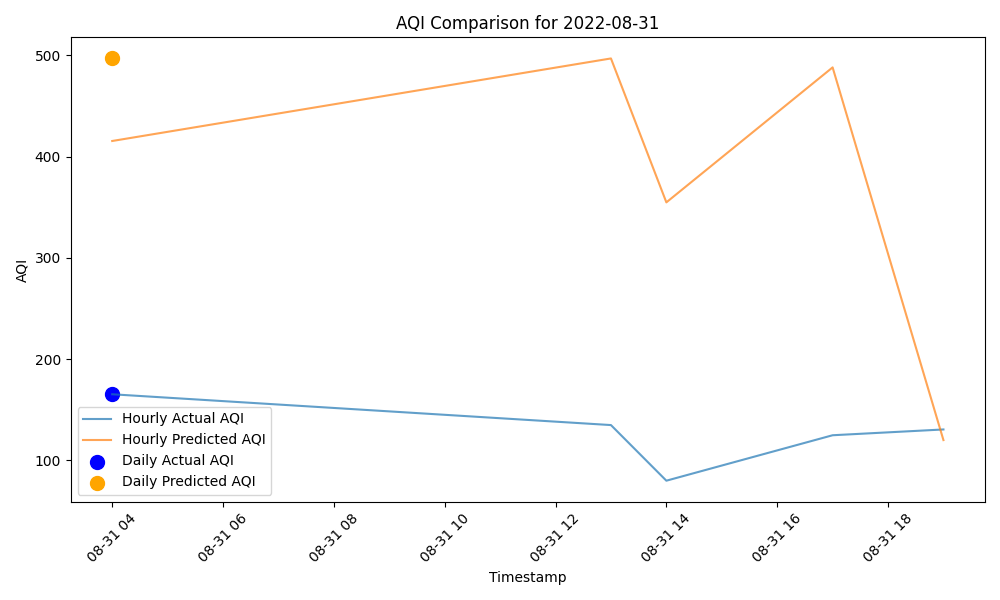 AQI Comparison for 2022-08-31
500
400
300
200
100
AQI
Hourly Actual AQI
Hourly Predicted AQI
Daily Actual AQI
Daily Predicted AQI
08-31 04
08-31 06
08-31 08
08-31 10
08-31 12
08-31 14
08-31 16
08-31 18
Timestamp